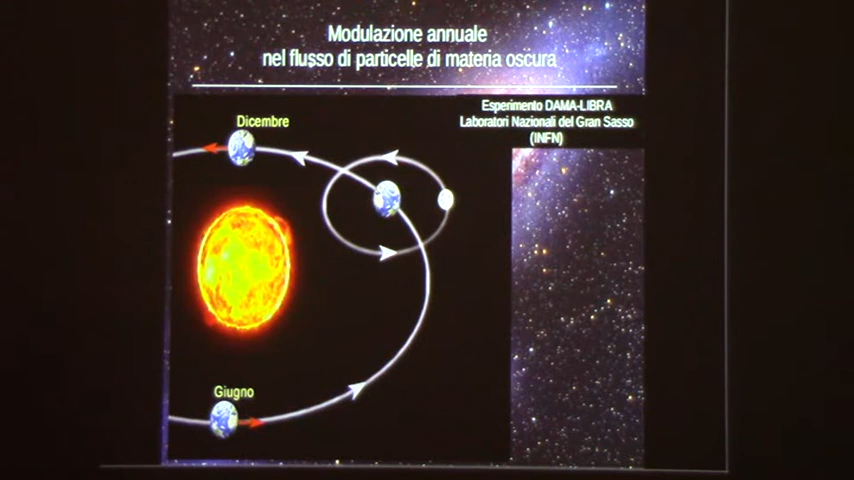 Modulazione annuale
nel flusso di particelle di materia oscura
Esperimento DAMA-LIBRA
Laboratori Nazionali del Gran Sasso
(INFN)
Dicembre
Giugno